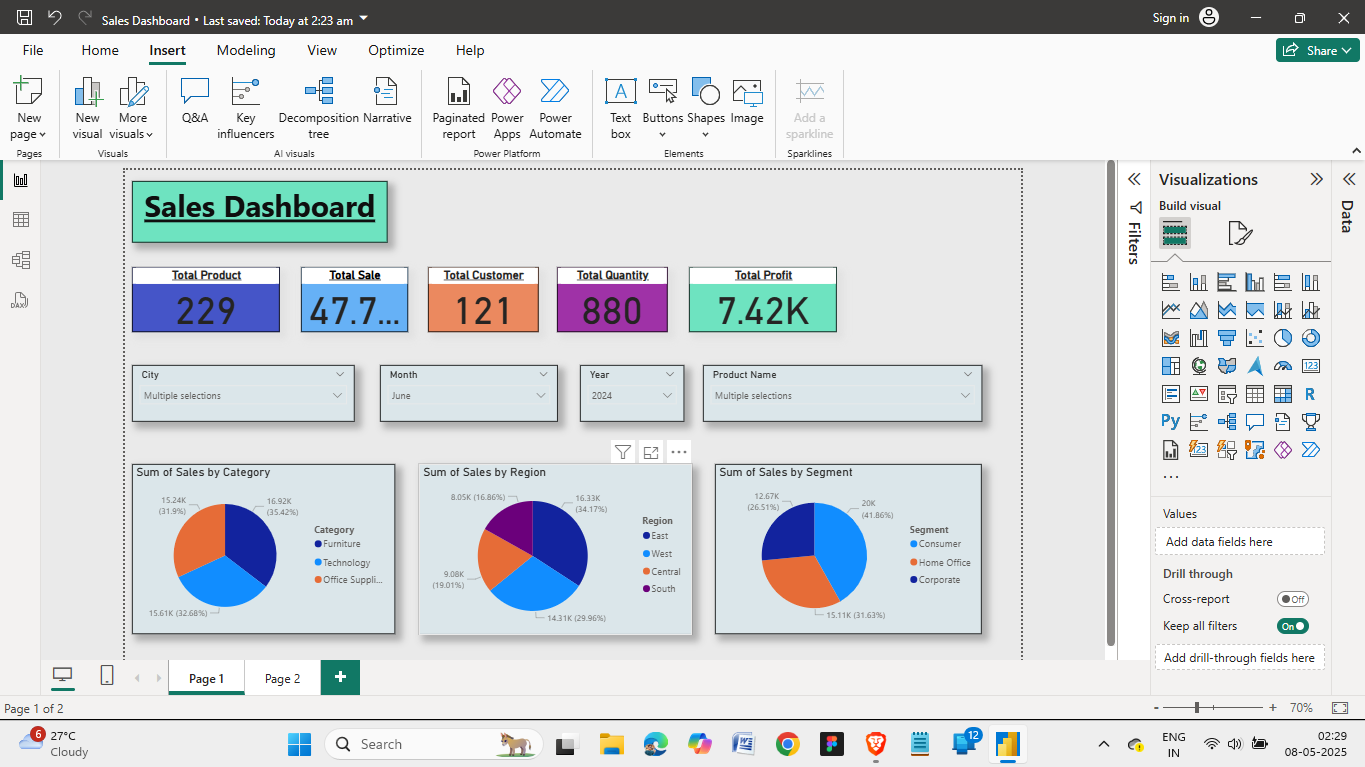 Sales Dashboard • Last saved: Today at 2:23 am
Sign in
File Home Insert Modeling View Optimize Help
Share
New page
New visual
More visuals
Q&A
Key influencers
Decomposition tree
Narrative
Paginated report
Power Apps
Power Automate
Text box
Buttons
Shapes
Image
Add a sparkline
Pages
Visuals
AI visuals
Power Platform
Elements
Sparklines
Sales Dashboard
Total Product
229
Total Sale
47.7...
Total Customer
121
Total Quantity
880
Total Profit
7.42K
City
Multiple selections
Month
June
Year
2024
Product Name
Multiple selections
Sum of Sales by Category
15.24K
(31.9%)
16.92K
(35.42%)
15.61K (32.68%)
Category
Furniture
Technology
Office Suppli...
Sum of Sales by Region
8.05K (16.86%)
16.33K
(34.17%)
9.08K
(19.01%)
14.31K (29.96%)
Region
East
West
Central
South
Sum of Sales by Segment
12.67K
(26.51%)
20K
(41.86%)
15.11K (31.63%)
Segment
Consumer
Home Office
Corporate
DAX
Filters
Visualizations
Build visual
123
R
Py
...
Values
Add data fields here
Drill through
Cross-report
Off
Keep all filters
On
Add drill-through fields here
Data
Page 1
Page 2
+
Page 1 of 2
- + 70%
6
27°C
Cloudy
Search
12
ENG
IN
02:29
08-05-2025